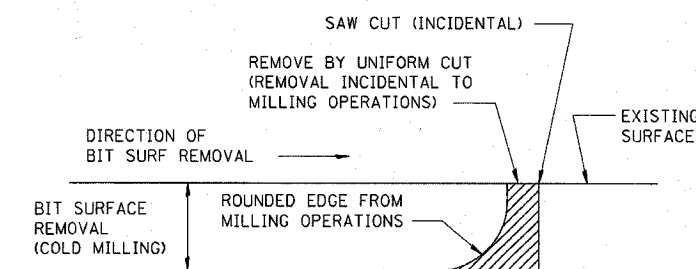 SAW CUT (INCIDENTAL)
REMOVE BY UNIFORM CUT
(REMOVAL INCIDENTAL TO
MILLING OPERATIONS)
EXISTING
SURFACE
DIRECTION OF
BIT SURF REMOVAL
BIT SURFACE
REMOVAL
(COLD MILLING)
ROUNDED EDGE FROM
MILLING OPERATIONS